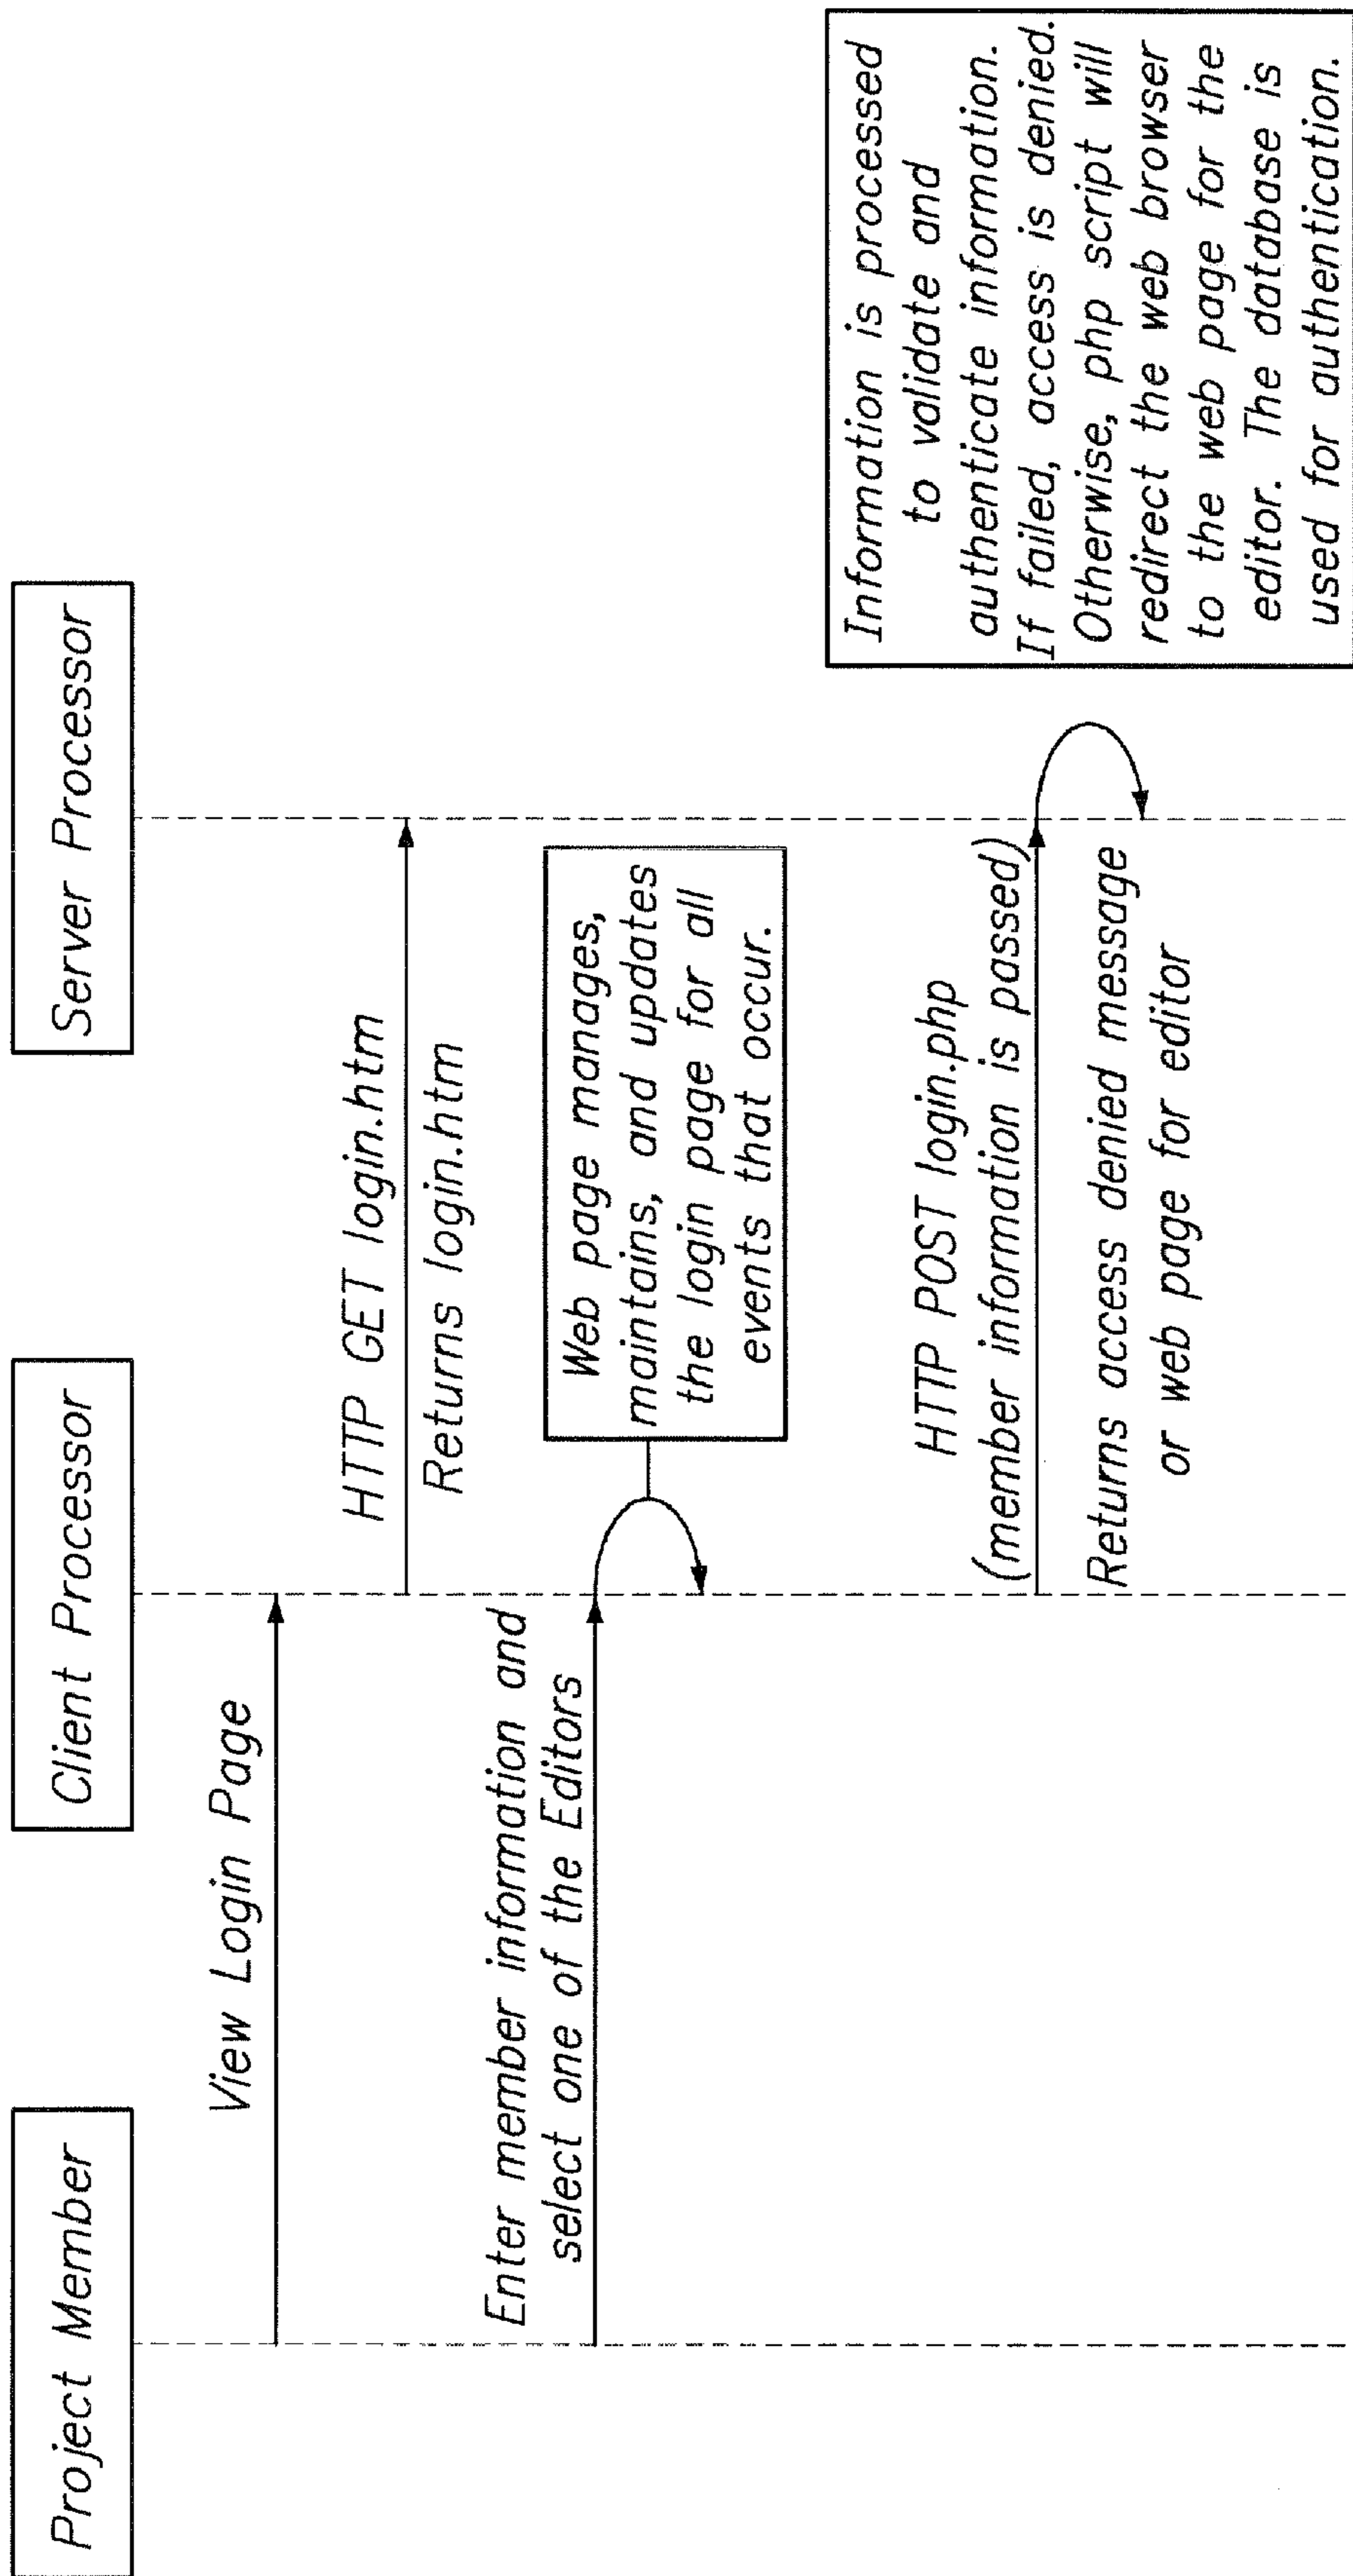 Project Member
Client Processor
Server Processor
View Login Page
HTTP GET login.htm
Returns login.htm
Enter member information and
select one of the Editors
Web page manages,
maintains, and updates
the login page for all
events that occur.
HTTP POST login.php
(member information is passed)
Returns access denied message
or web page for editor
Information is processed
to validate and
authenticate information.
If failed, access is denied.
Otherwise, php script will
redirect the web browser
to the web page for the
editor. The database is
used for authentication.